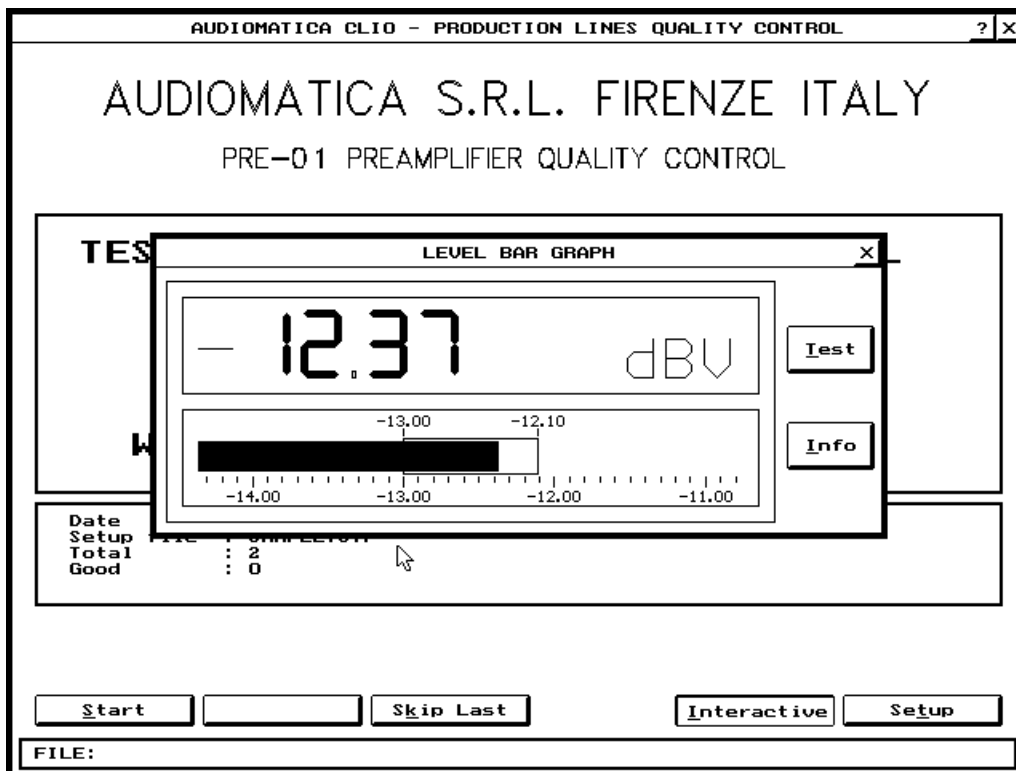 AUDIOMATICA CLIO - PRODUCTION LINES QUALITY CONTROL ? X
AUDIOMATICA S.R.L. FIRENZE ITALY
PRE-01 PREAMPLIFIER QUALITY CONTROL
TES
LEVEL BAR GRAPH X
- 12.37 dBV
Test
-13.00 -12.10
W
Info
-14.00 -13.00 -12.00 -11.00
Date
Setup
Total : 2
Good : 0
Start Skip Last Interactive Setup
FILE: